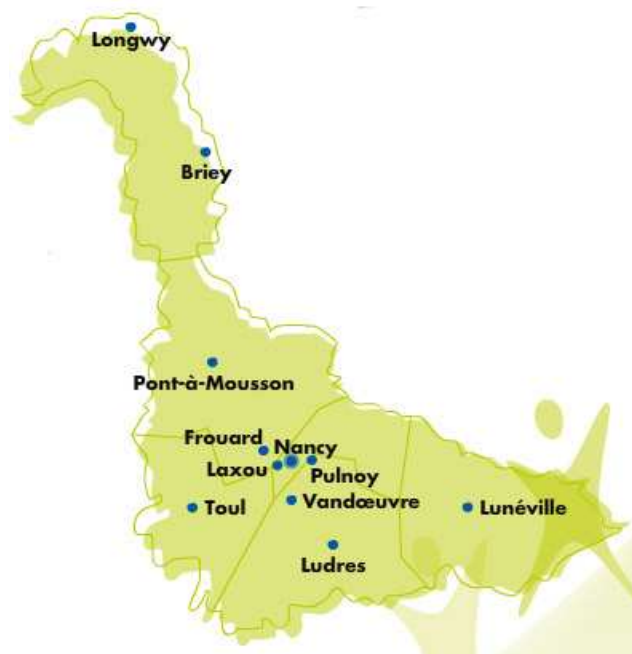 Longwy
Briey
Pont-à-Mousson
Frouard
Nancy
Laxou
Pulnoy
Toul
Vandœuvre
Lunéville
Ludres